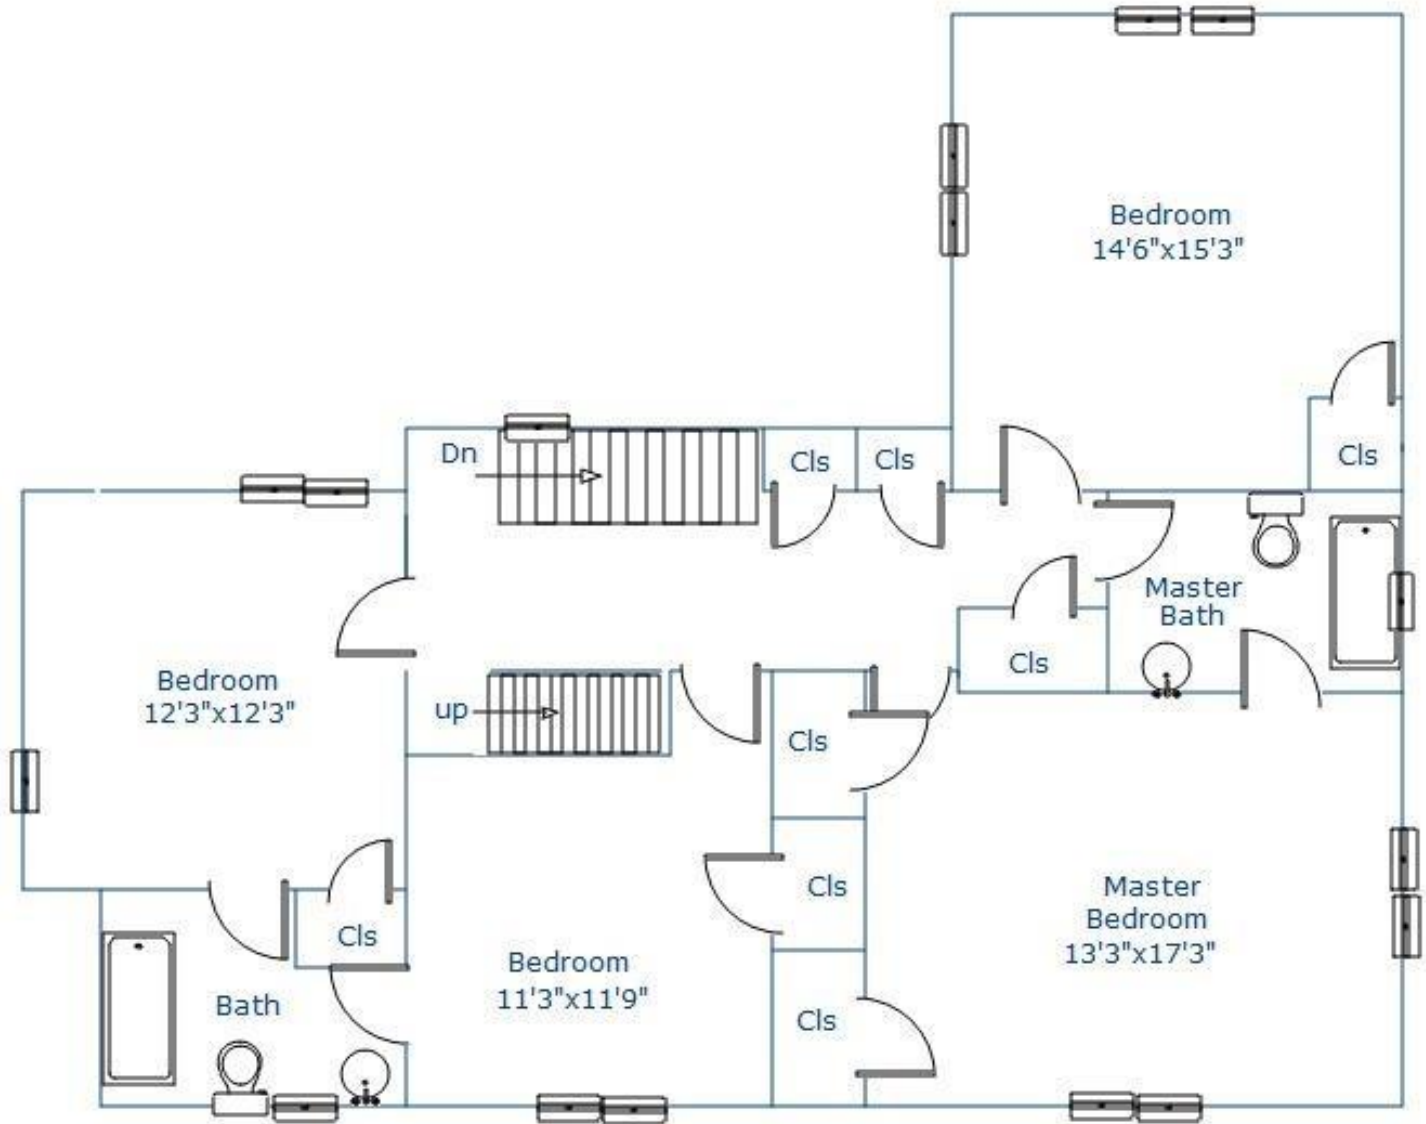 Bedroom
14'6"x15'3"
Dn
Cls
Cls
Cls
Master
Bath
Cls
Bedroom
12'3"x12'3"
up
Cls
Cls
Master
Bedroom
13'3"x17'3"
Cls
Bedroom
11'3"x11'9"
Bath
Cls